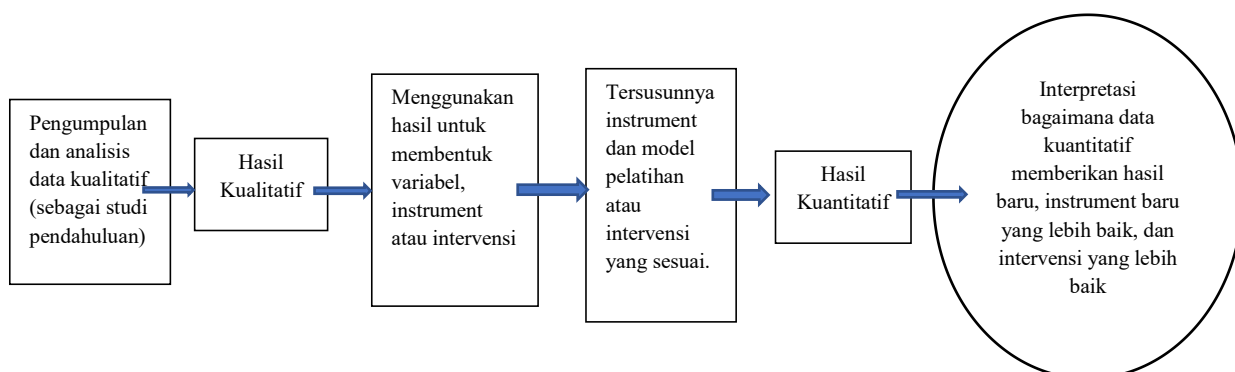 Pengumpulan
dan analisis
data kualitatif
(sebagai studi
pendahuluan)
Hasil
Kualitatif
Menggunakan
hasil untuk
membentuk
variabel,
instrument
atau intervensi
Tersusunnya
instrument
dan model
pelatihan
atau
intervensi
yang sesuai.
Hasil
Kuantitatif
Interpretasi
bagaimana data
kuantitatif
memberikan hasil
baru, instrument baru
yang lebih baik, dan
intervensi yang lebih
baik